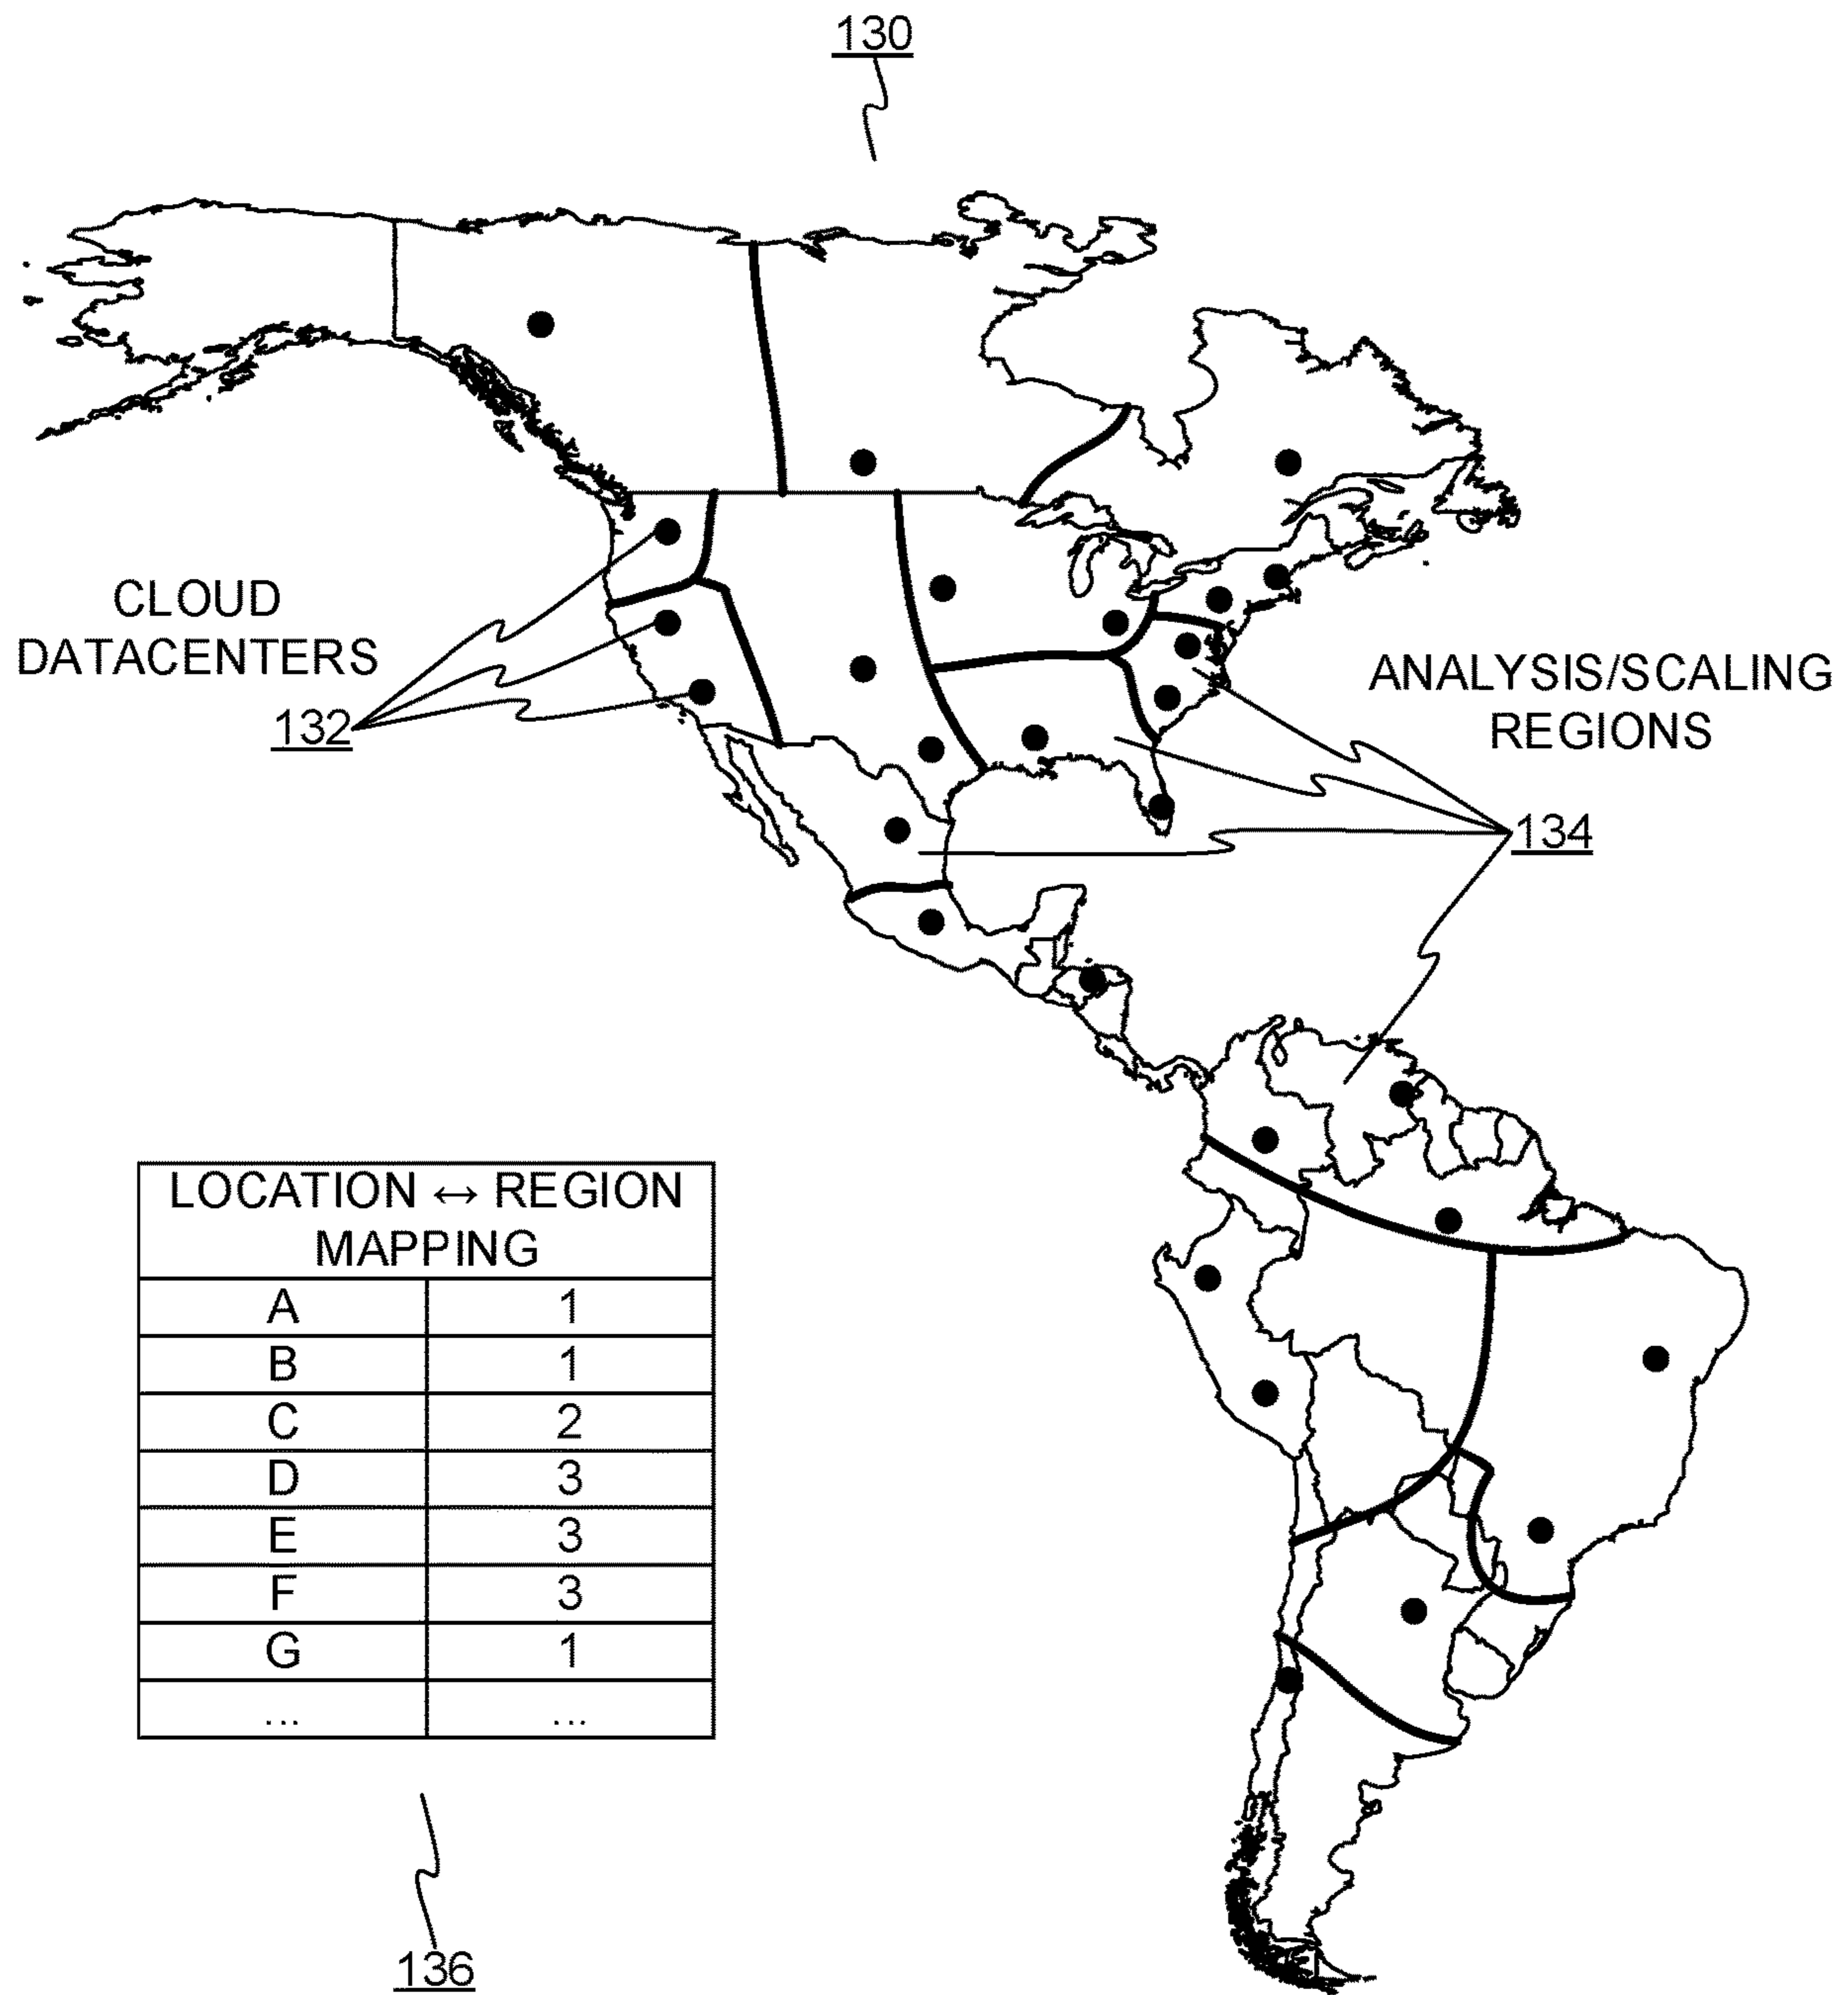 130
CLOUD
DATACENTERS
132
ANALYSIS/SCALING
REGIONS
134
LOCATION ↔ REGION
MAPPING
A 1
B 1
C 2
D 3
E 3
F 3
G 1
... ...
136